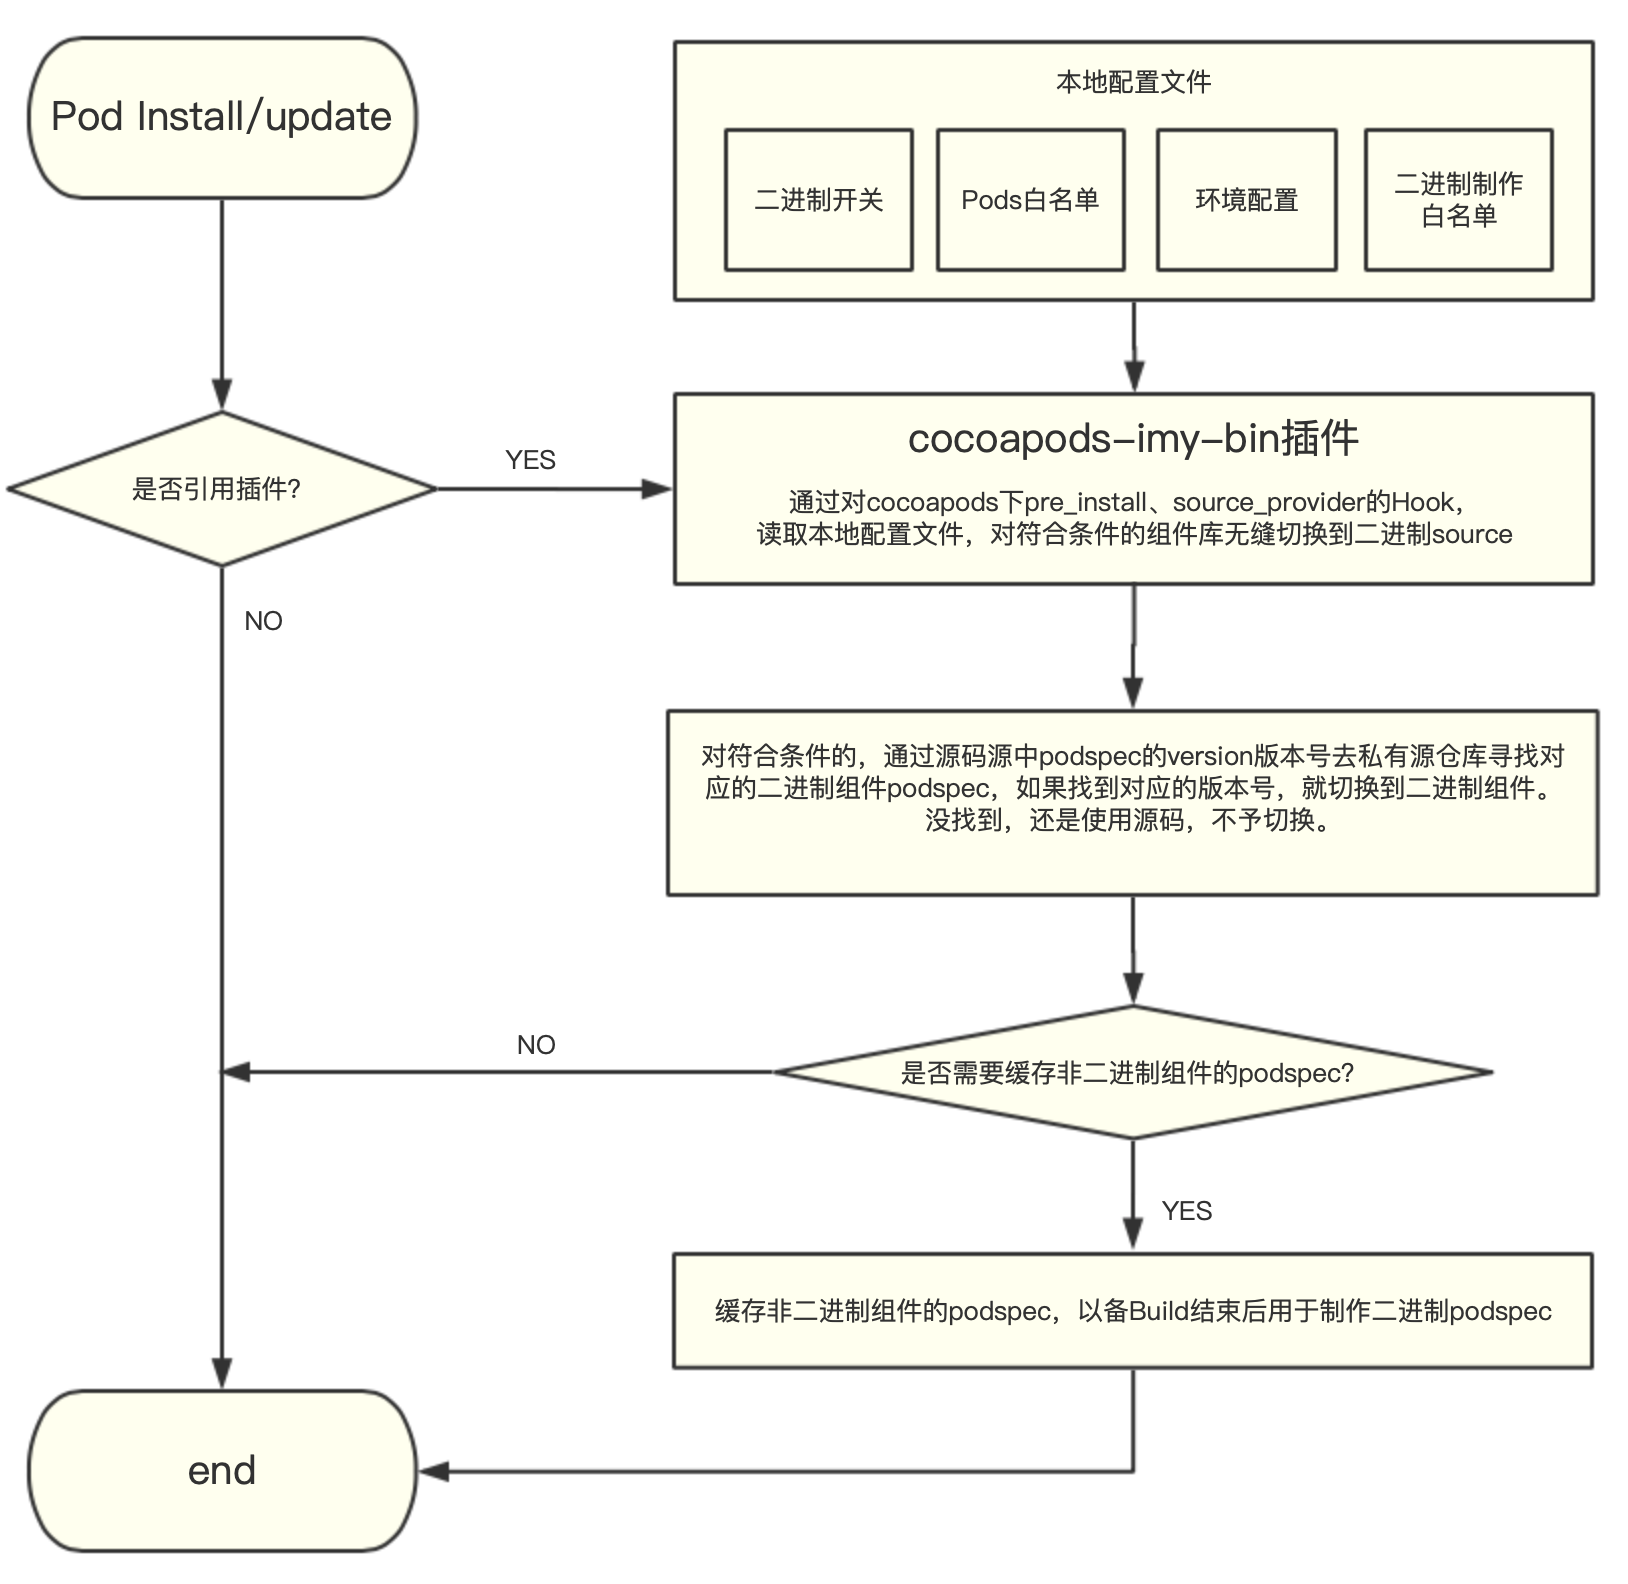 Pod Install/update
本地配置文件
二进制开关
Pods白名单
环境配置
二进制制作
白名单
是否引用插件?
YES
cocoapods-imy-bin插件
通过对cocoapods下pre_install、source_provider的Hook，
读取本地配置文件，对符合条件的组件库无缝切换到二进制source
NO
对符合条件的，通过源码源中podspec的version版本号去私有源仓库寻找对
应的二进制组件podspec，如果找到对应的版本号，就切换到二进制组件。
没找到，还是使用源码，不予切换。
NO
是否需要缓存非二进制组件的podspec?
YES
缓存非二进制组件的podspec，以备Build结束后用于制作二进制podspec
end